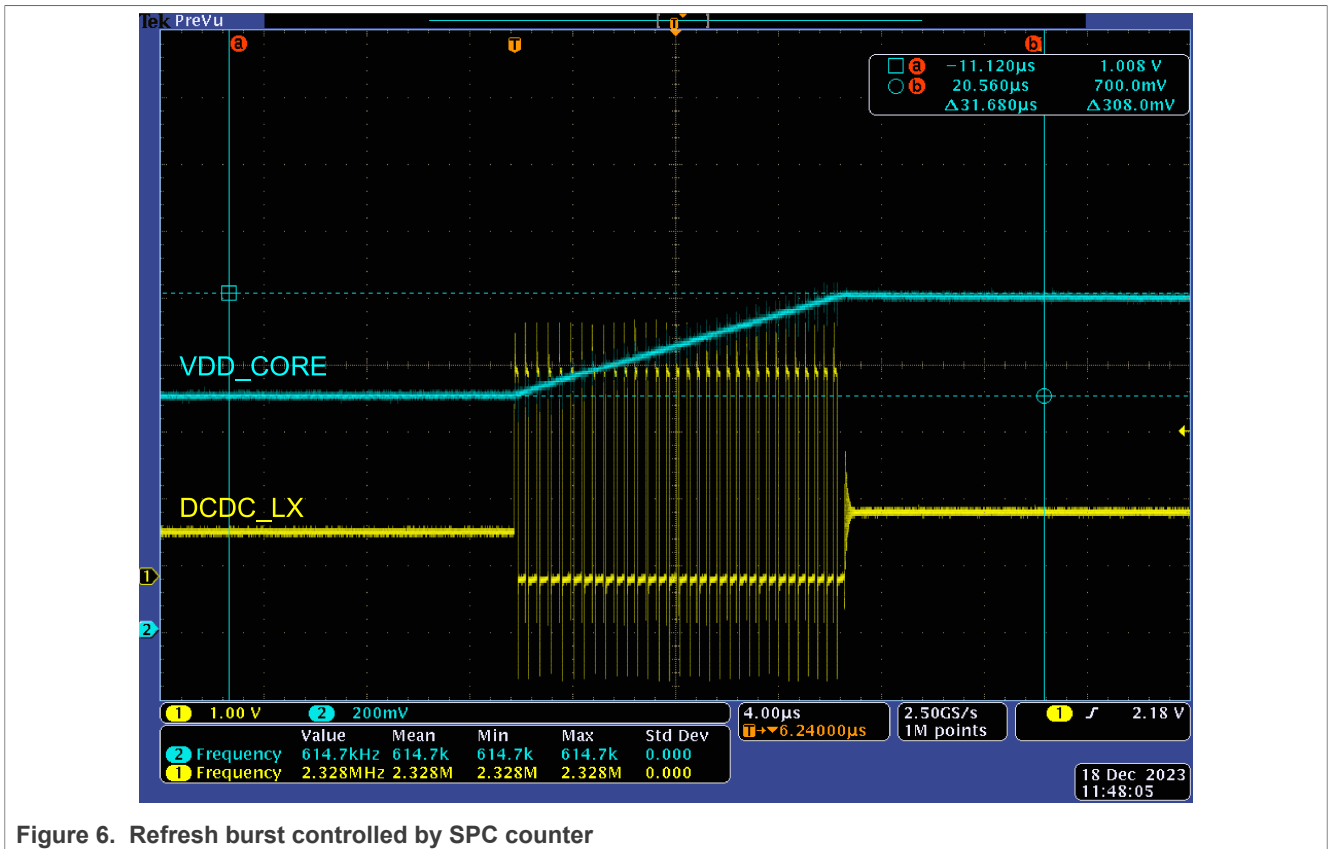 Tek PreVu
T
a
T
b
a −11.120µs 1.008 V
b 20.560µs 700.0mV
Δ31.680µs Δ308.0mV
VDD_CORE
DCDC_LX
1
2
1 1.00 V 2 200mV
4.00µs
T→▼6.24000µs
2.50GS/s
1M points
1 2.18 V
Value Mean Min Max Std Dev
2 Frequency 614.7kHz 614.7k 614.7k 614.7k 0.000
1 Frequency 2.328MHz 2.328M 2.328M 2.328M 0.000
18 Dec 2023
11:48:05
Figure 6. Refresh burst controlled by SPC counter